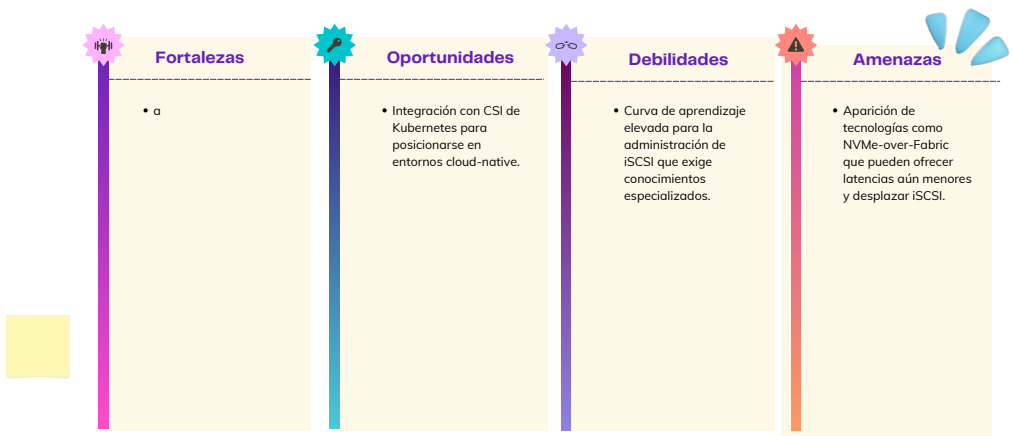 Fortalezas
• a
Oportunidades
• Integración con CSI de
Kubernetes para
posicionarse en
entornos cloud-native.
Debilidades
• Curva de aprendizaje
elevada para la
administración de
iSCSI que exige
conocimientos
especializados.
Amenazas
• Aparición de
tecnologías como
NVMe-over-Fabric
que pueden ofrecer
latencias aún menores
y desplazar iSCSI.